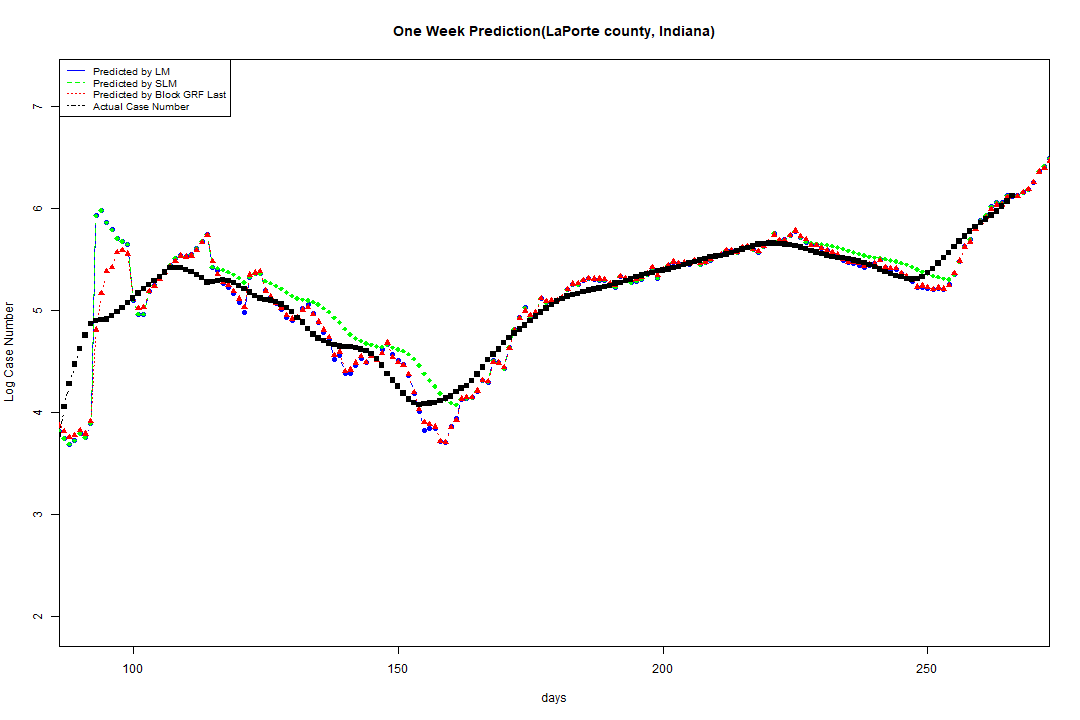 One Week Prediction(LaPorte county, Indiana)
Predicted by LM
Predicted by SLM
Predicted by Block GRF Last
Actual Case Number
7
6
5
4
3
2
Log Case Number
100 150 200 250
days